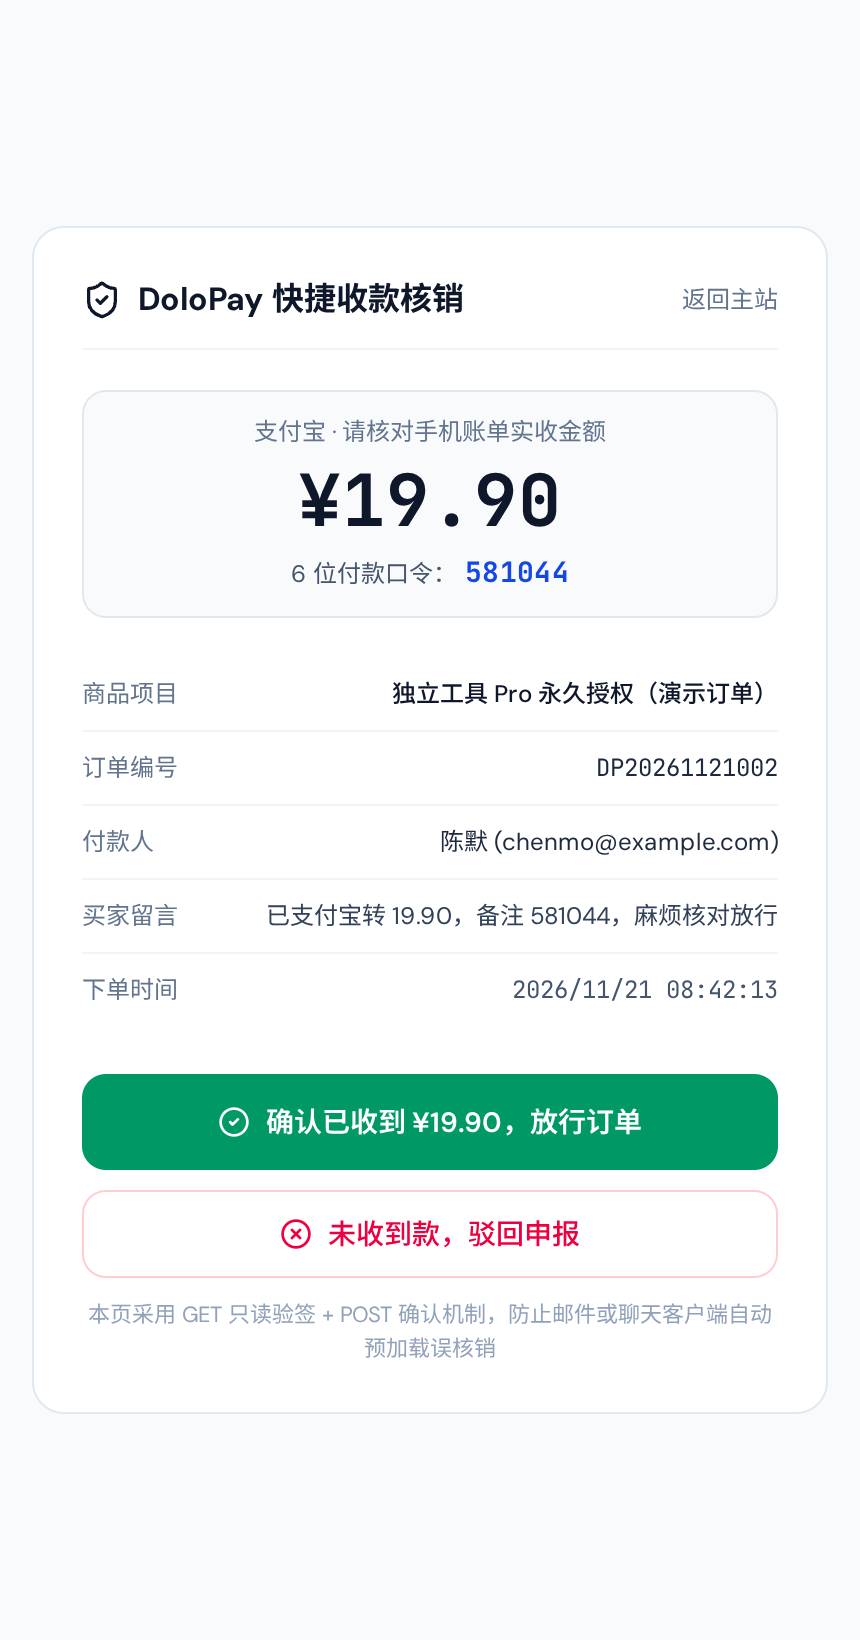 DoloPay 快捷收款核销
返回主站
支付宝 · 请核对手机账单实收金额
¥19.90
6 位付款口令： 581044
商品项目
独立工具 Pro 永久授权（演示订单）
订单编号
DP20261121002
付款人
陈默 (chenmo@example.com)
买家留言
已支付宝转 19.90，备注 581044，麻烦核对放行
下单时间
2026/11/21 08:42:13
确认已收到 ¥19.90，放行订单
未收到款，驳回申报
本页采用 GET 只读验签 + POST 确认机制，防止邮件或聊天客户端自动
预加载误核销